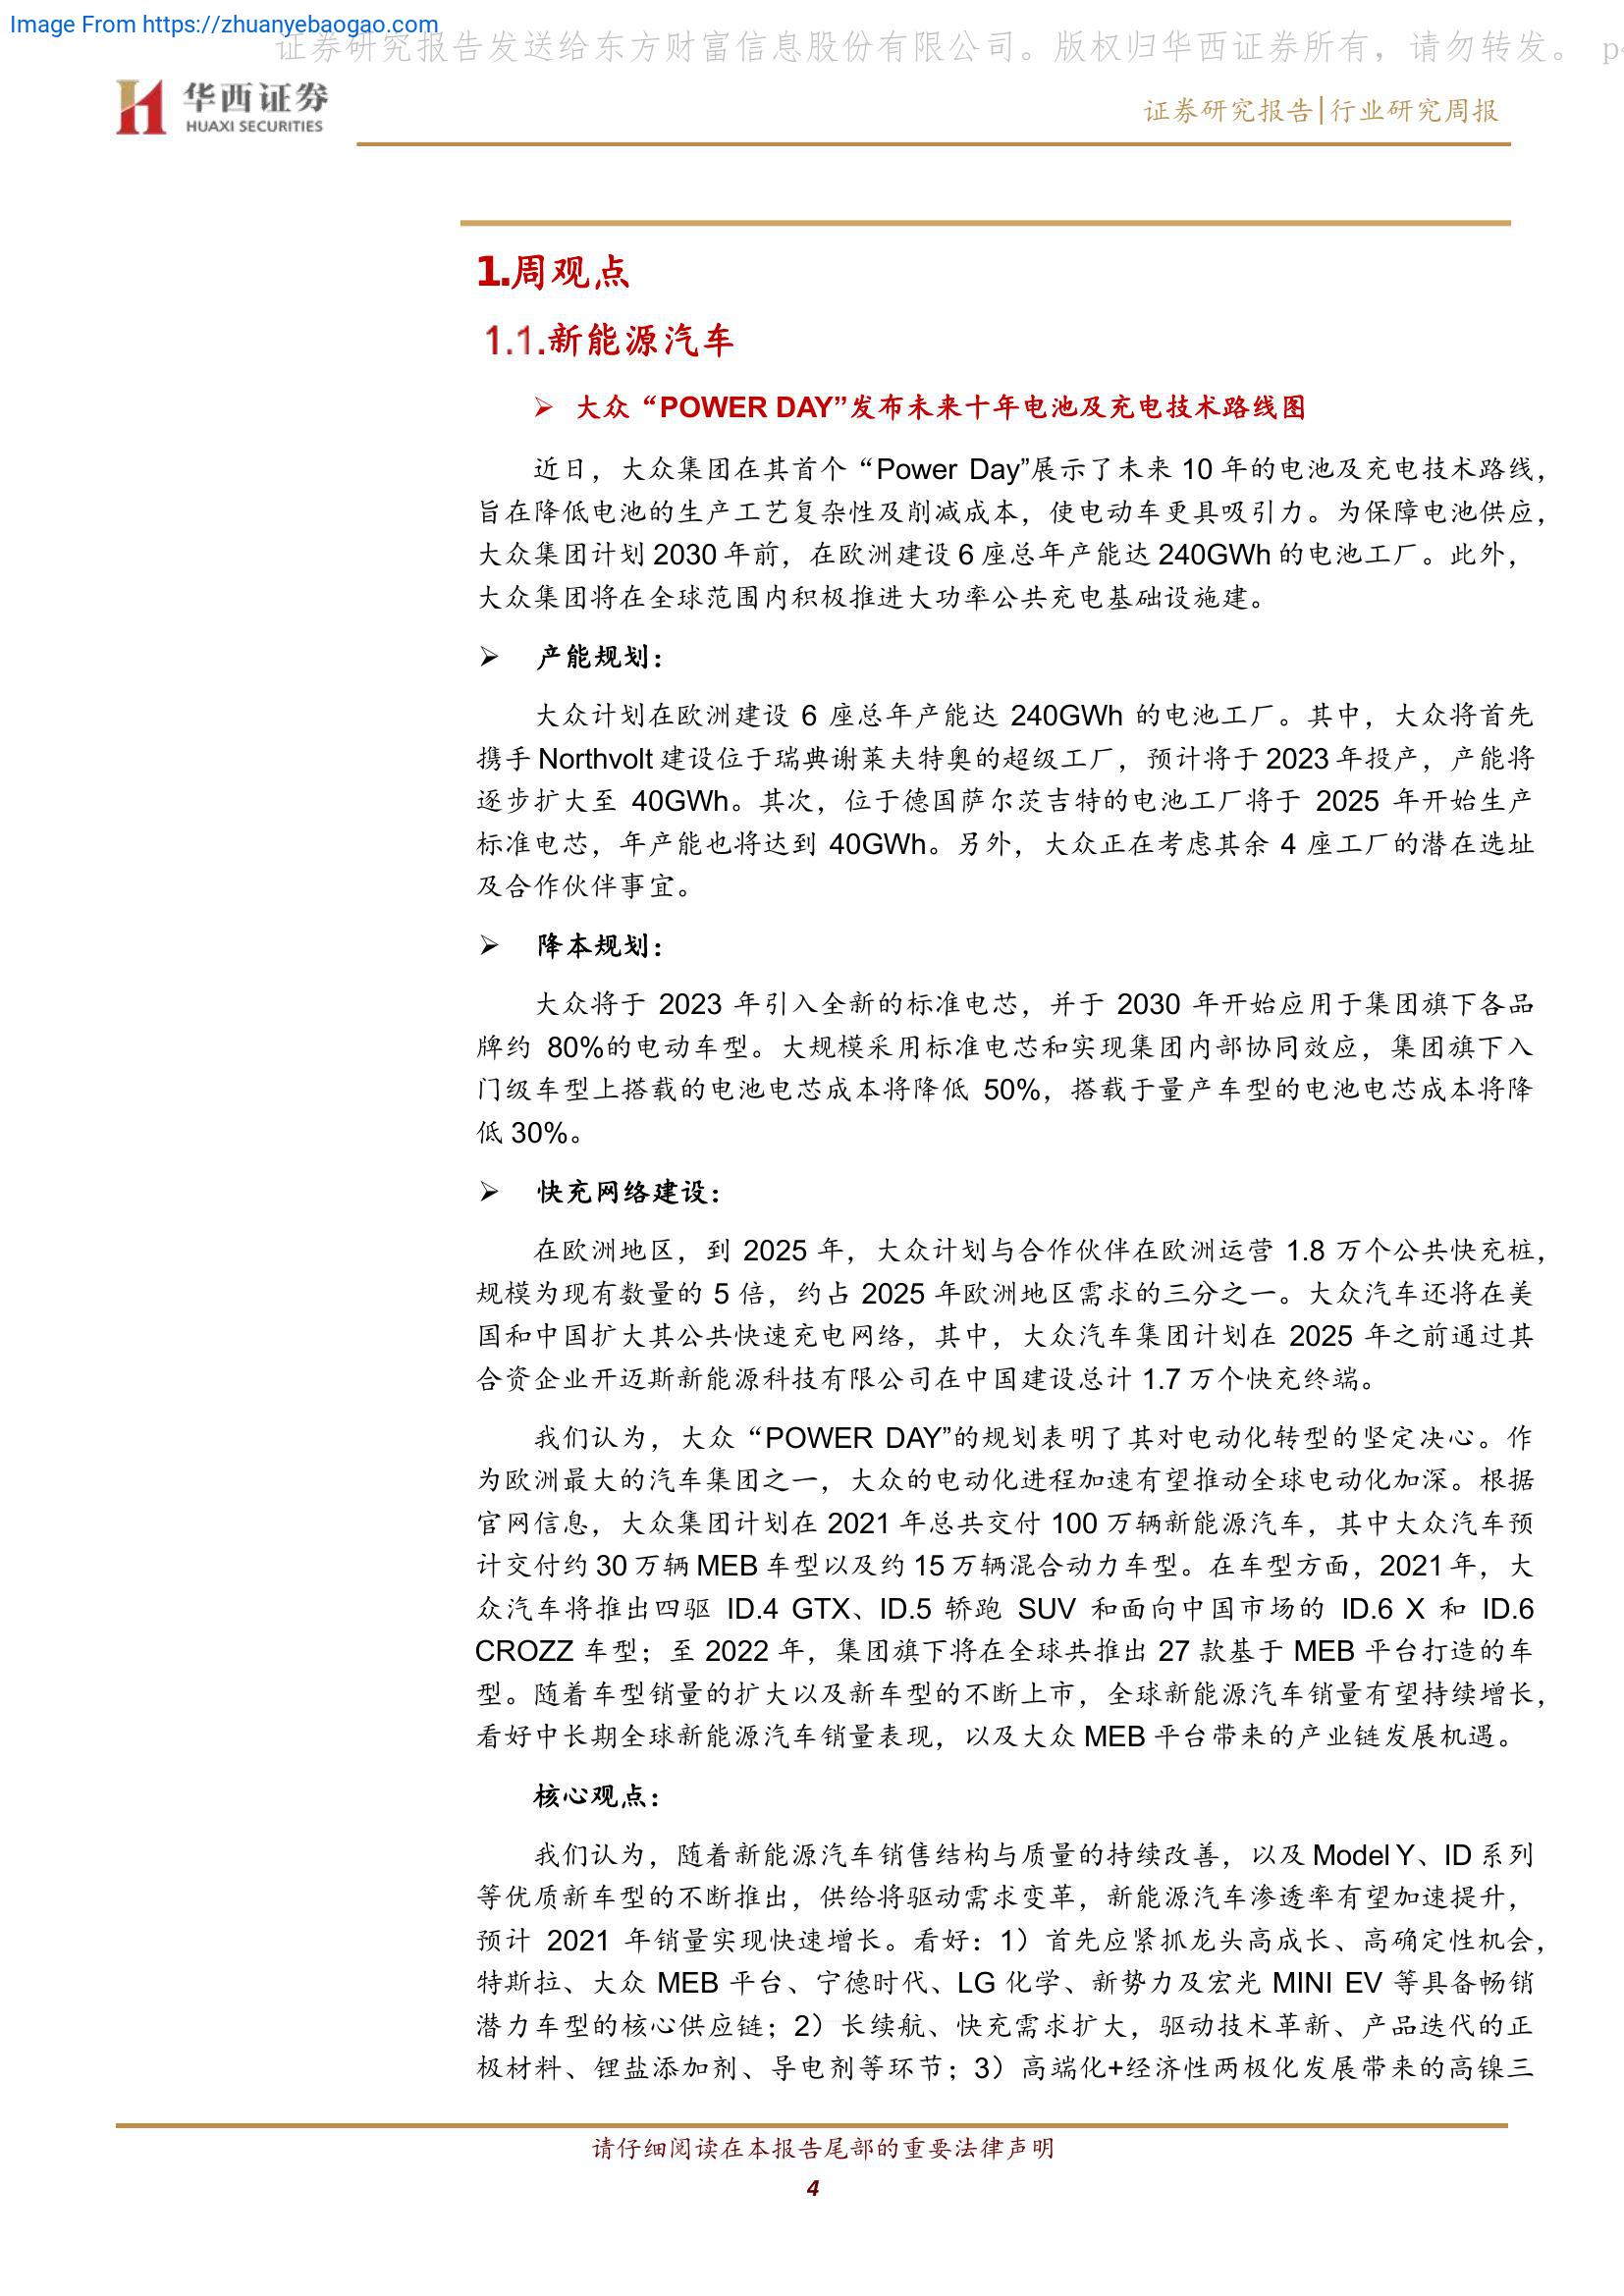 Image From https://zhuanyebaogao.com
证券研究报告发送给东方财富信息股份有限公司。版权归华西证券所有，请勿转发。 p
华西证券
HUAXI SECURITIES
证券研究报告|行业研究周报
1.周观点
1.1.新能源汽车
➢ 大众“POWER DAY”发布未来十年电池及充电技术路线图
近日，大众集团在其首个“Power Day”展示了未来 10 年的电池及充电技术路线，
旨在降低电池的生产工艺复杂性及削减成本，使电动车更具吸引力。为保障电池供应，
大众集团计划 2030 年前，在欧洲建设 6 座总年产能达 240GWh 的电池工厂。此外，
大众集团将在全球范围内积极推进大功率公共充电基础设施建。
➢ 产能规划：
大众计划在欧洲建设 6 座总年产能达 240GWh 的电池工厂。其中，大众将首先
携手 Northvolt 建设位于瑞典谢莱夫特奥的超级工厂，预计将于 2023 年投产，产能将
逐步扩大至 40GWh。其次，位于德国萨尔茨吉特的电池工厂将于 2025 年开始生产
标准电芯，年产能也将达到 40GWh。另外，大众正在考虑其余 4 座工厂的潜在选址
及合作伙伴事宜。
➢ 降本规划：
大众将于 2023 年引入全新的标准电芯，并于 2030 年开始应用于集团旗下各品
牌约 80%的电动车型。大规模采用标准电芯和实现集团内部协同效应，集团旗下入
门级车型上搭载的电池电芯成本将降低 50%，搭载于量产车型的电池电芯成本将降
低 30%。
➢ 快充网络建设：
在欧洲地区，到 2025 年，大众计划与合作伙伴在欧洲运营 1.8 万个公共快充桩，
规模为现有数量的 5 倍，约占 2025 年欧洲地区需求的三分之一。大众汽车还将在美
国和中国扩大其公共快速充电网络，其中，大众汽车集团计划在 2025 年之前通过其
合资企业开迈斯新能源科技有限公司在中国建设总计 1.7 万个快充终端。
我们认为，大众“POWER DAY”的规划表明了其对电动化转型的坚定决心。作
为欧洲最大的汽车集团之一，大众的电动化进程加速有望推动全球电动化加深。根据
官网信息，大众集团计划在 2021 年总共交付 100 万辆新能源汽车，其中大众汽车预
计交付约 30 万辆 MEB 车型以及约 15 万辆混合动力车型。在车型方面，2021 年，大
众汽车将推出四驱 ID.4 GTX、ID.5 轿跑 SUV 和面向中国市场的 ID.6 X 和 ID.6
CROZZ 车型；至 2022 年，集团旗下将在全球共推出 27 款基于 MEB 平台打造的车
型。随着车型销量的扩大以及新车型的不断上市，全球新能源汽车销量有望持续增长，
看好中长期全球新能源汽车销量表现，以及大众 MEB 平台带来的产业链发展机遇。
核心观点：
我们认为，随着新能源汽车销售结构与质量的持续改善，以及 Model Y、ID 系列
等优质新车型的不断推出，供给将驱动需求变革，新能源汽车渗透率有望加速提升，
预计 2021 年销量实现快速增长。看好：1）首先应紧抓龙头高成长、高确定性机会，
特斯拉、大众 MEB 平台、宁德时代、LG 化学、新势力及宏光 MINI EV 等具备畅销
潜力车型的核心供应链；2）长续航、快充需求扩大，驱动技术革新、产品迭代的正
极材料、锂盐添加剂、导电剂等环节；3）高端化+经济性两极化发展带来的高镍三
请仔细阅读在本报告尾部的重要法律声明
4